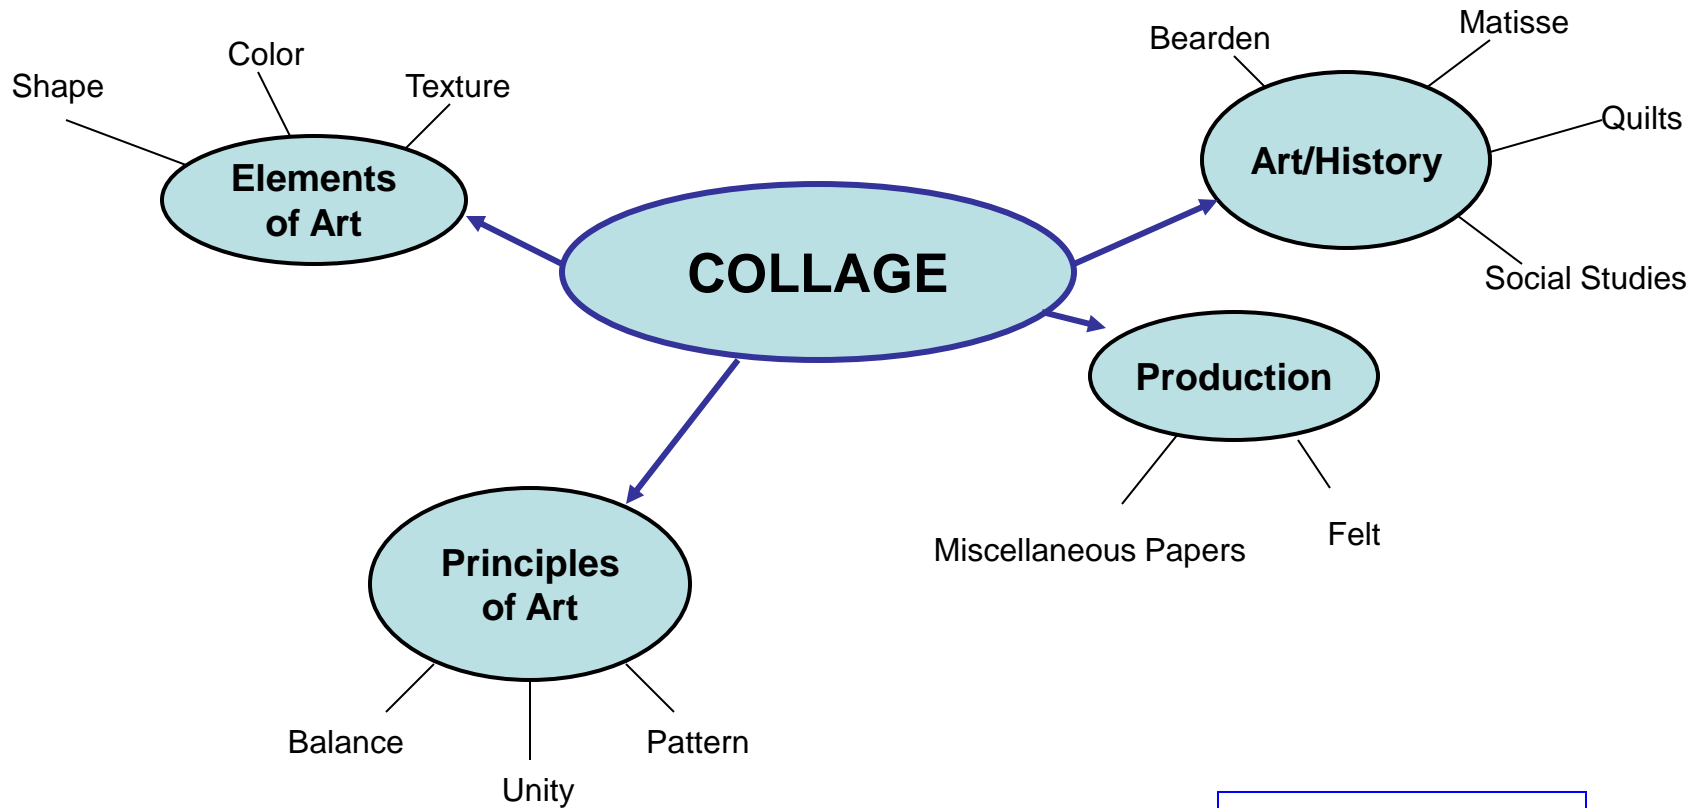 Shape
Color
Texture
Elements
of Art
COLLAGE
Bearden
Matisse
Quilts
Art/History
Social Studies
Production
Miscellaneous Papers
Felt
Principles
of Art
Balance
Unity
Pattern